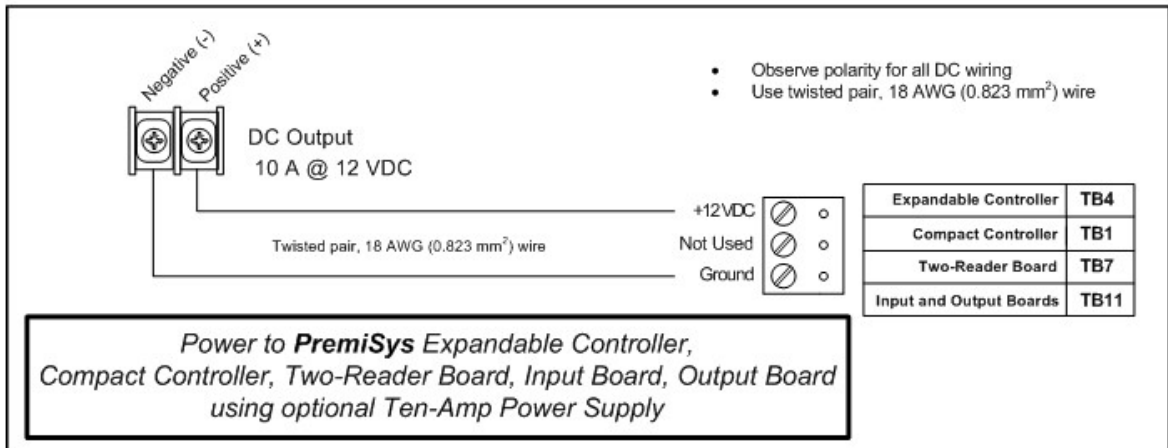 Negative (-)
Positive (+)
DC Output
10 A @ 12 VDC
• Observe polarity for all DC wiring
• Use twisted pair, 18 AWG (0.823 mm²) wire
+12VDC
Not Used
Ground
Twisted pair, 18 AWG (0.823 mm²) wire
Expandable Controller TB4
Compact Controller TB1
Two-Reader Board TB7
Input and Output Boards TB11
Power to PremiSys Expandable Controller,
Compact Controller, Two-Reader Board, Input Board, Output Board
using optional Ten-Amp Power Supply